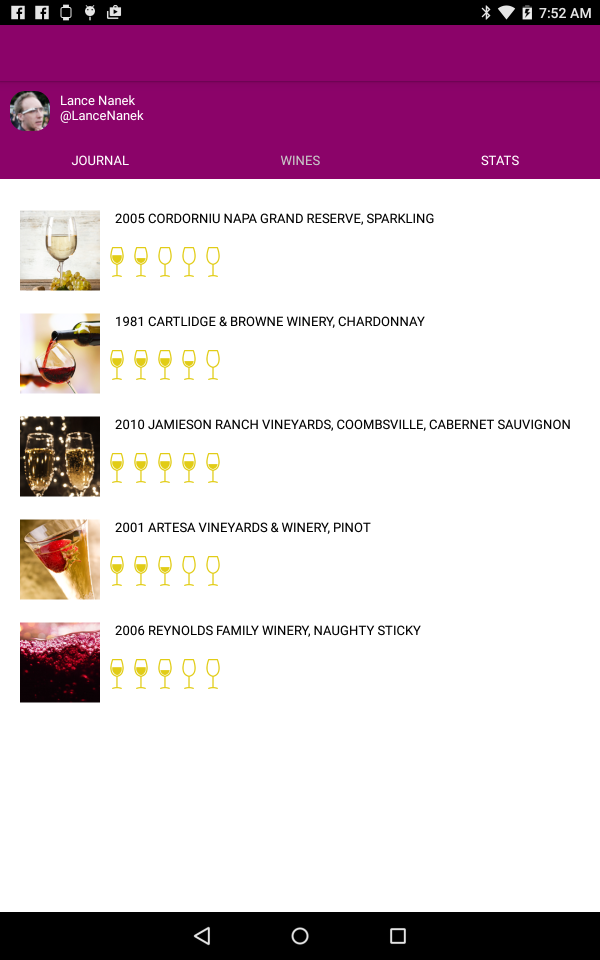 7:52 AM
Lance Nanek
@LanceNanek
JOURNAL WINES STATS
2005 CORDORNIU NAPA GRAND RESERVE, SPARKLING
1981 CARTLIDGE & BROWNE WINERY, CHARDONNAY
2010 JAMIESON RANCH VINEYARDS, COOMBSVILLE, CABERNET SAUVIGNON
2001 ARTESA VINEYARDS & WINERY, PINOT
2006 REYNOLDS FAMILY WINERY, NAUGHTY STICKY